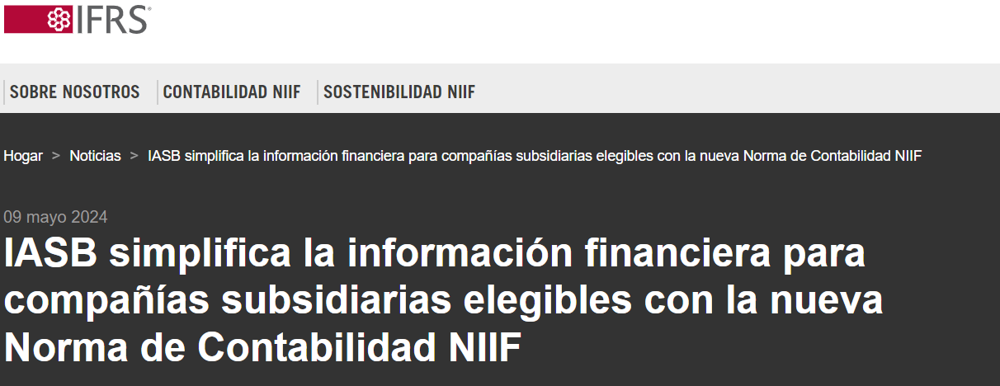 IFRS®
SOBRE NOSOTROS CONTABILIDAD NIIF SOSTENIBILIDAD NIIF
Hogar > Noticias > IASB simplifica la información financiera para compañías subsidiarias elegibles con la nueva Norma de Contabilidad NIIF
09 mayo 2024
IASB simplifica la información financiera para
compañías subsidiarias elegibles con la nueva
Norma de Contabilidad NIIF